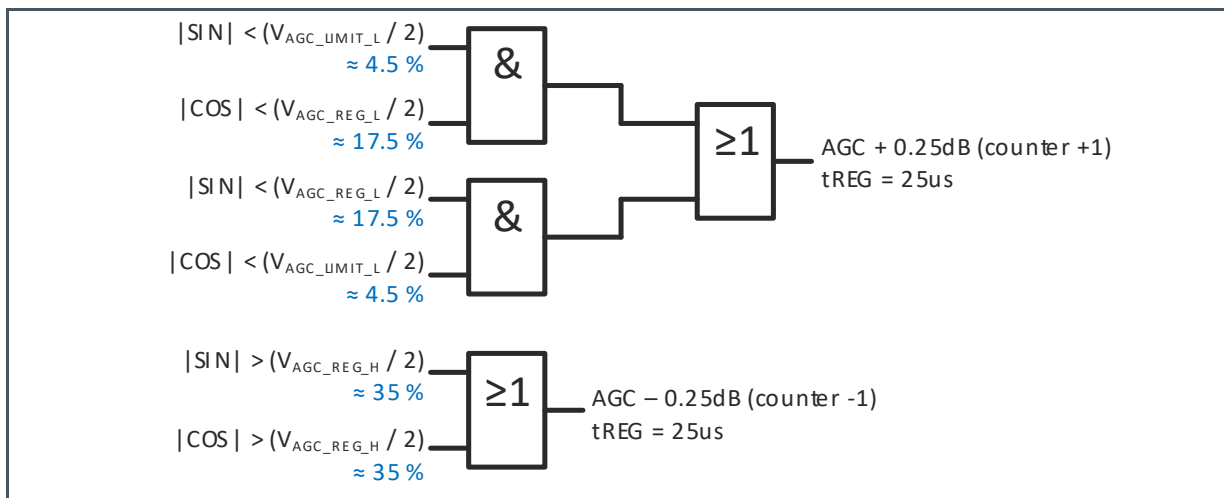 |SIN| < (VAGC_LIMIT_L / 2)
≈ 4.5 %
&
|COS| < (VAGC_REG_L / 2)
≈ 17.5 %
≥1
AGC + 0.25dB (counter +1)
tREG = 25us
|SIN| < (VAGC_REG_L / 2)
≈ 17.5 %
&
|COS| < (VAGC_LIMIT_L / 2)
≈ 4.5 %
|SIN| > (VAGC_REG_H / 2)
≈ 35 %
≥1
AGC – 0.25dB (counter -1)
tREG = 25us
|COS| > (VAGC_REG_H / 2)
≈ 35 %